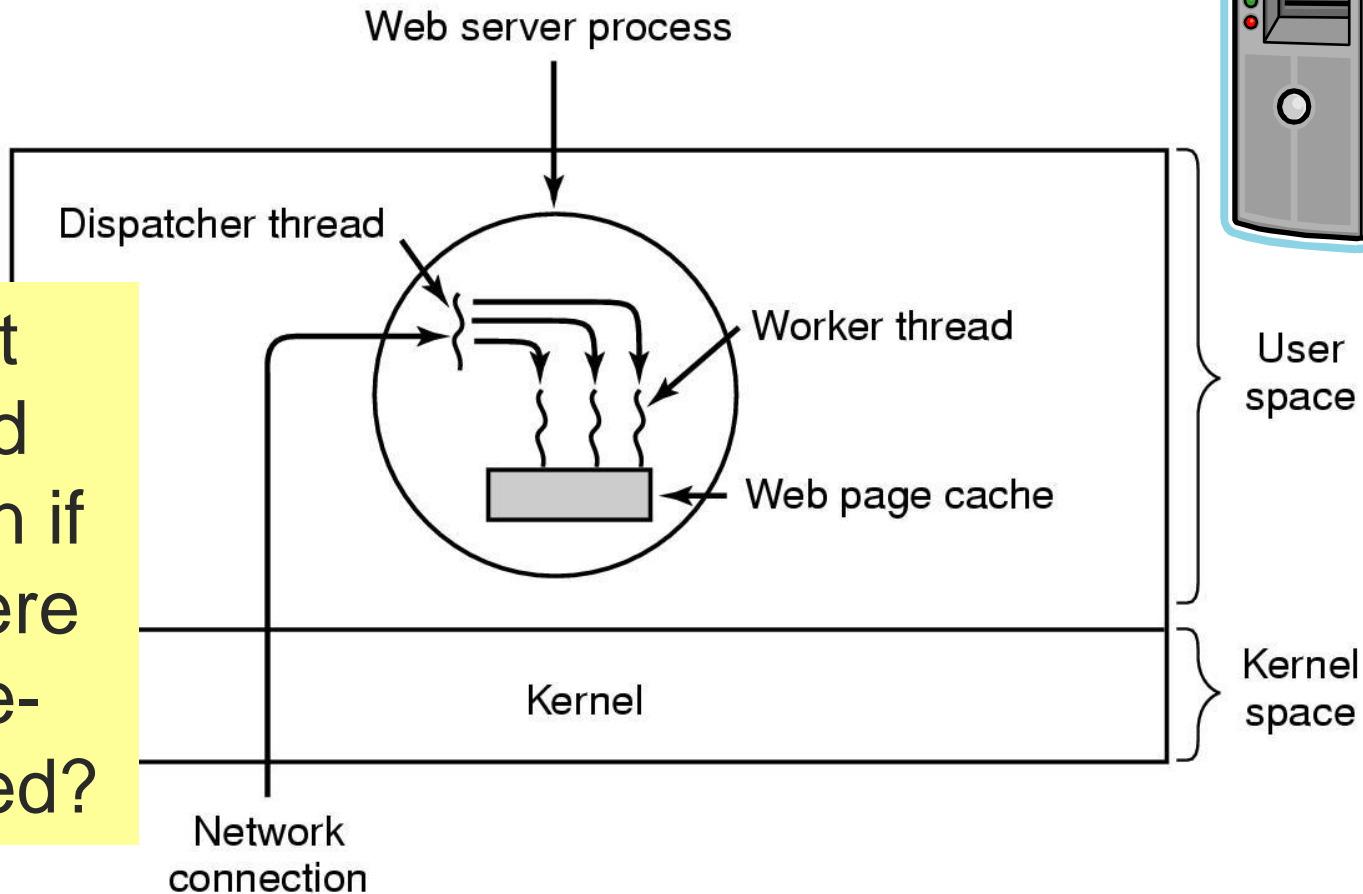 Web server process
Dispatcher thread
Worker thread
Web page cache
User
space
Kernel
Kernel
space
Network
connection
if
ed?